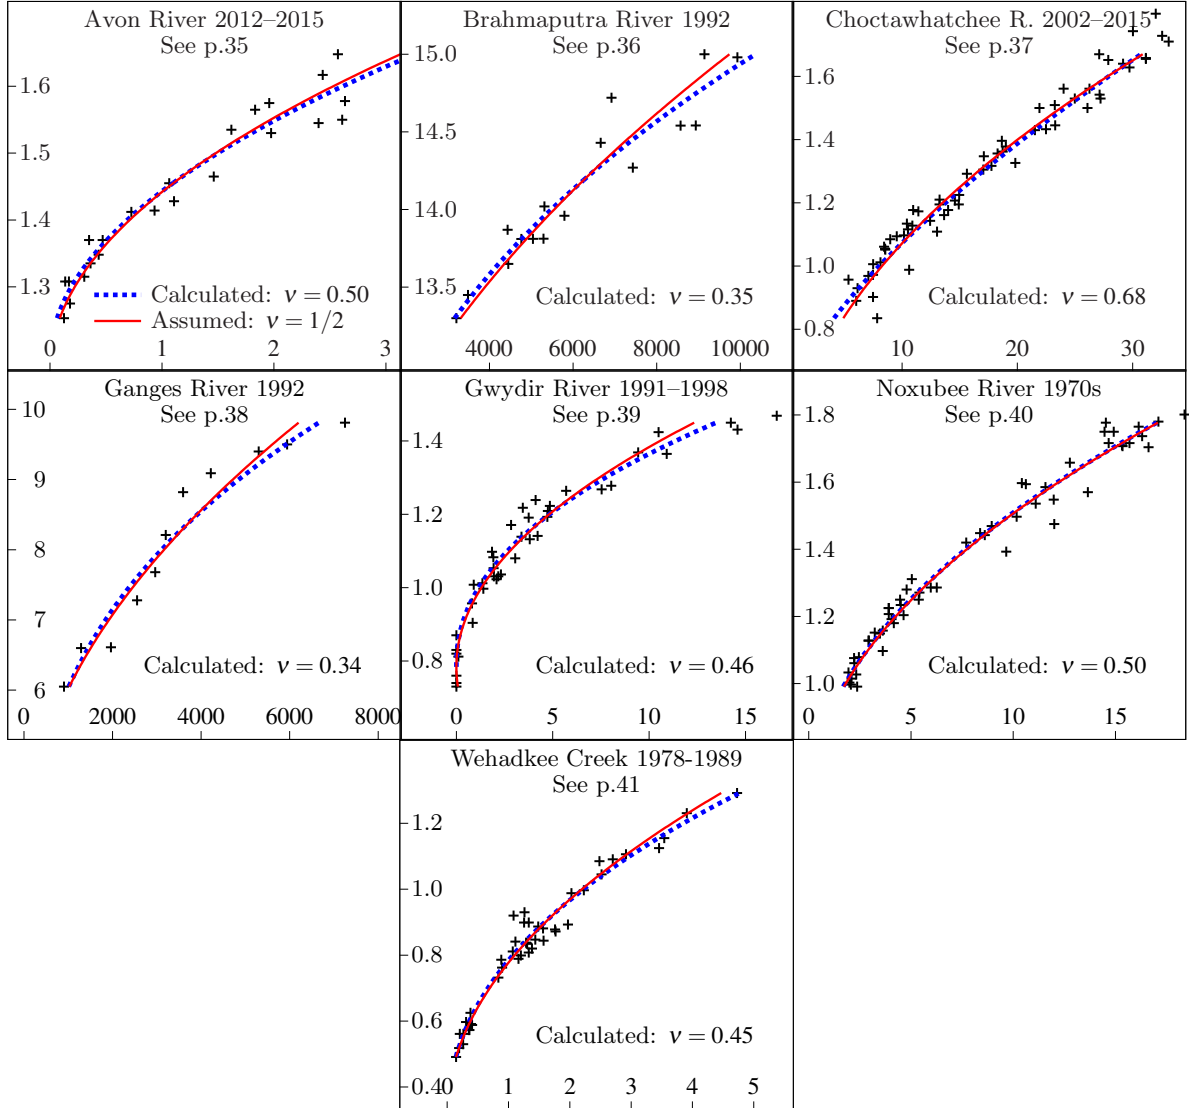 Avon River 2012–2015
See p.35
1.6
1.5
1.4
1.3
Calculated: ν = 0.50
Assumed: ν = 1/2
0 1 2 3
Brahmaputra River 1992
See p.36
15.0
14.5
14.0
13.5
Calculated: ν = 0.35
4000 6000 8000 10000
Choctawhatchee R. 2002–2015
See p.37
1.6
1.4
1.2
1.0
0.8
Calculated: ν = 0.68
10 20 30
Ganges River 1992
See p.38
10
9
8
7
6
Calculated: ν = 0.34
0 2000 4000 6000 8000
Gwydir River 1991–1998
See p.39
1.4
1.2
1.0
0.8
Calculated: ν = 0.46
0 5 10 15
Noxubee River 1970s
See p.40
1.8
1.6
1.4
1.2
1.0
Calculated: ν = 0.50
0 5 10 15
Wehadkee Creek 1978-1989
See p.41
1.2
1.0
0.8
0.6
0.4
Calculated: ν = 0.45
0 1 2 3 4 5